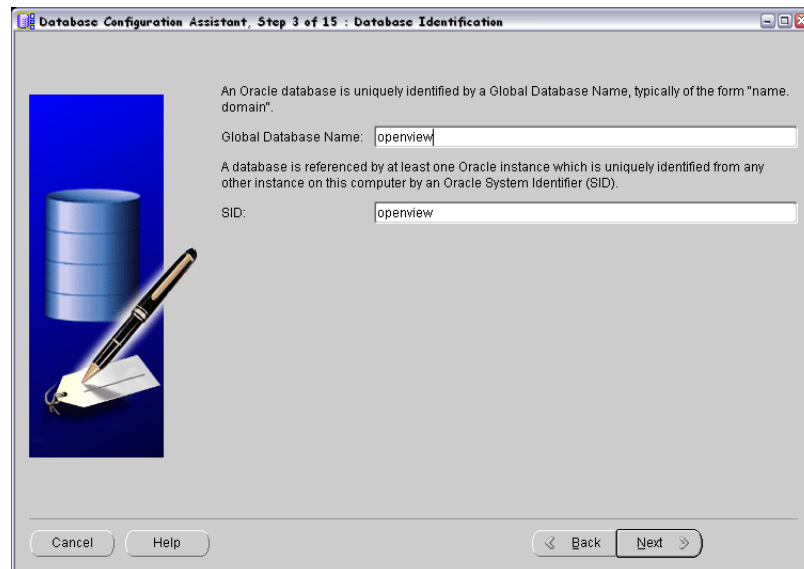 Database Configuration Assistant, Step 3 of 15 : Database Identification
An Oracle database is uniquely identified by a Global Database Name, typically of the form "name.
domain".
Global Database Name: openview
A database is referenced by at least one Oracle instance which is uniquely identified from any
other instance on this computer by an Oracle System Identifier (SID).
SID: openview
Cancel Help Back Next